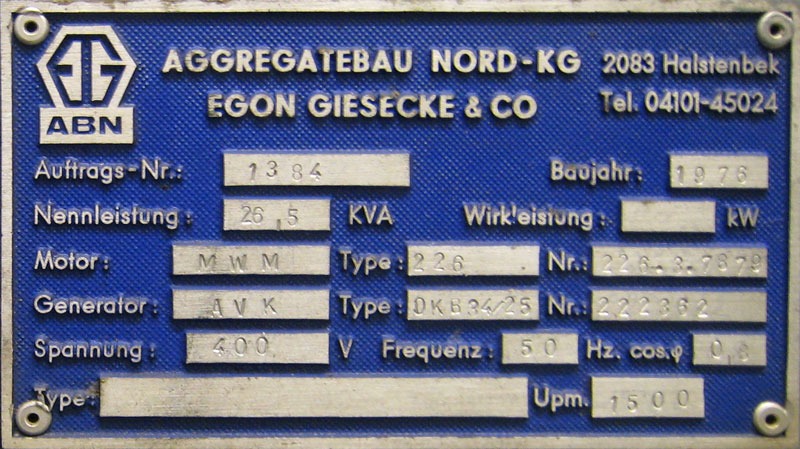 AGGREGATEBAU NORD-KG 2083 Halstenbek
EGON GIESECKE & CO Tel. 04101-45024
ABN
Auftrags-Nr.: 1384 Baujahr: 1976
Nennleistung: 26,5 KVA Wirkleistung: kW
Motor: MWM Type: 226 Nr.: 226.3.7879
Generator: AVK Type: DKB34/25 Nr.: 222362
Spannung: 400 V Frequenz: 50 Hz. cos.φ 0,8
Type: Upm. 1500